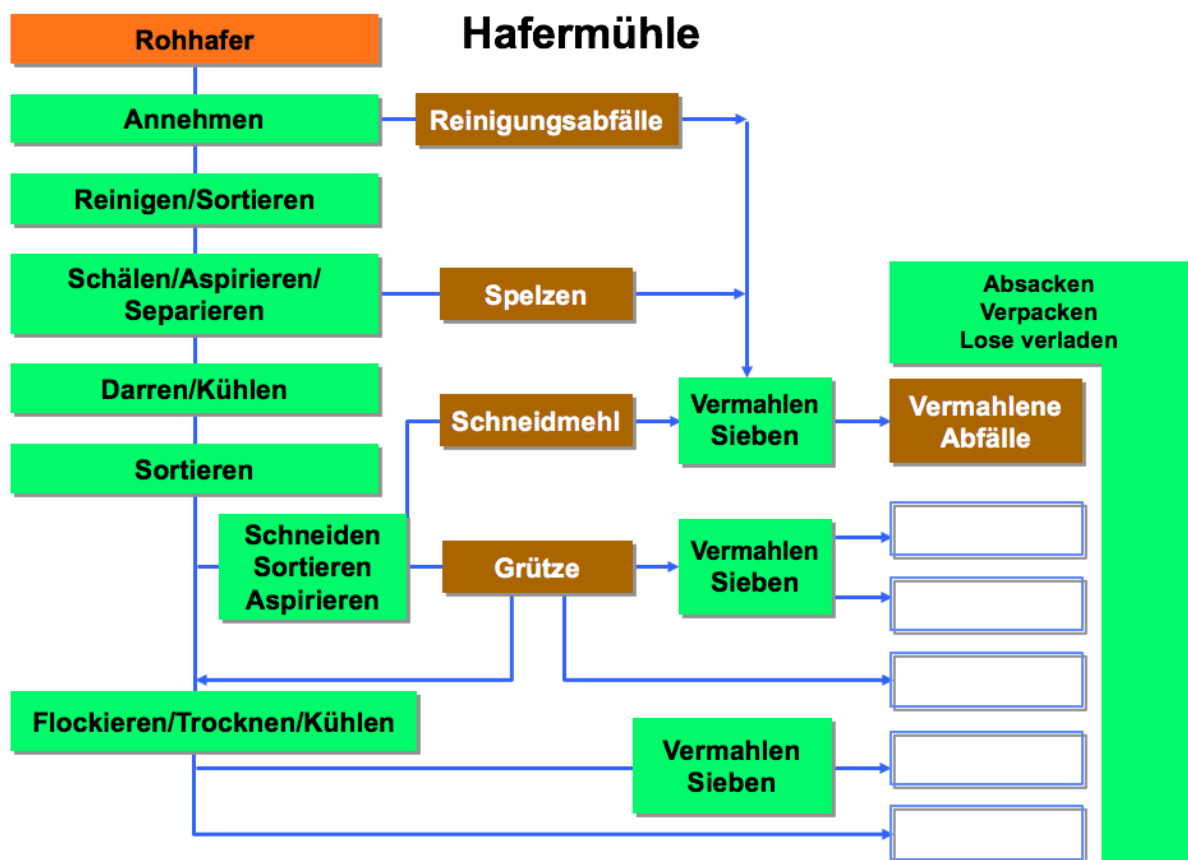 Hafermühle
Rohhafer
Annehmen
Reinigungsabfälle
Reinigen/Sortieren
Schälen/Aspirieren/
Separieren
Spelzen
Absacken
Verpacken
Lose verladen
Darren/Kühlen
Schneidmehl
Vermahlen
Sieben
Vermahlene
Abfälle
Sortieren
Schneiden
Sortieren
Aspirieren
Grütze
Vermahlen
Sieben
Flockieren/Trocknen/Kühlen
Vermahlen
Sieben